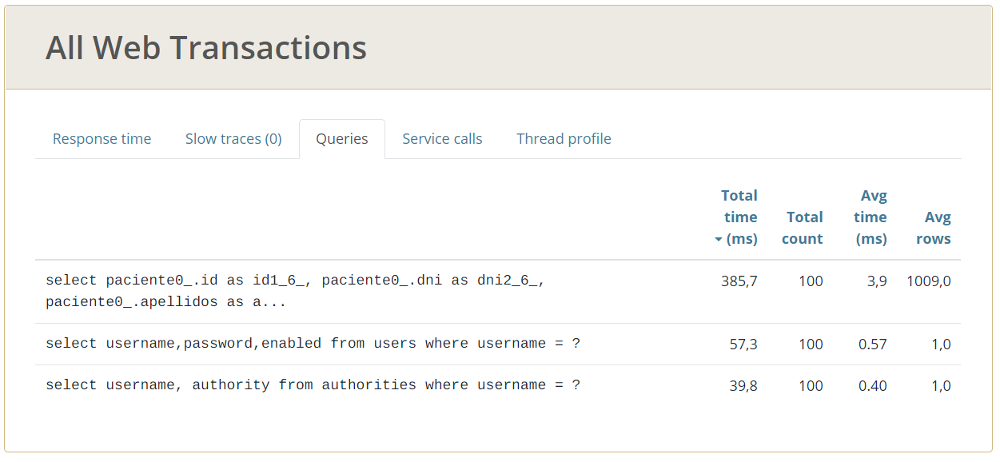 All Web Transactions
Response time Slow traces (0) Queries Service calls Thread profile
Total time (ms) Total count Avg time (ms) Avg rows
select paciente0_.id as id1_6_, paciente0_.dni as dni2_6_, 385,7 100 3,9 1009,0
paciente0_.apellidos as a...
select username,password,enabled from users where username = ? 57,3 100 0.57 1,0
select username, authority from authorities where username = ? 39,8 100 0.40 1,0